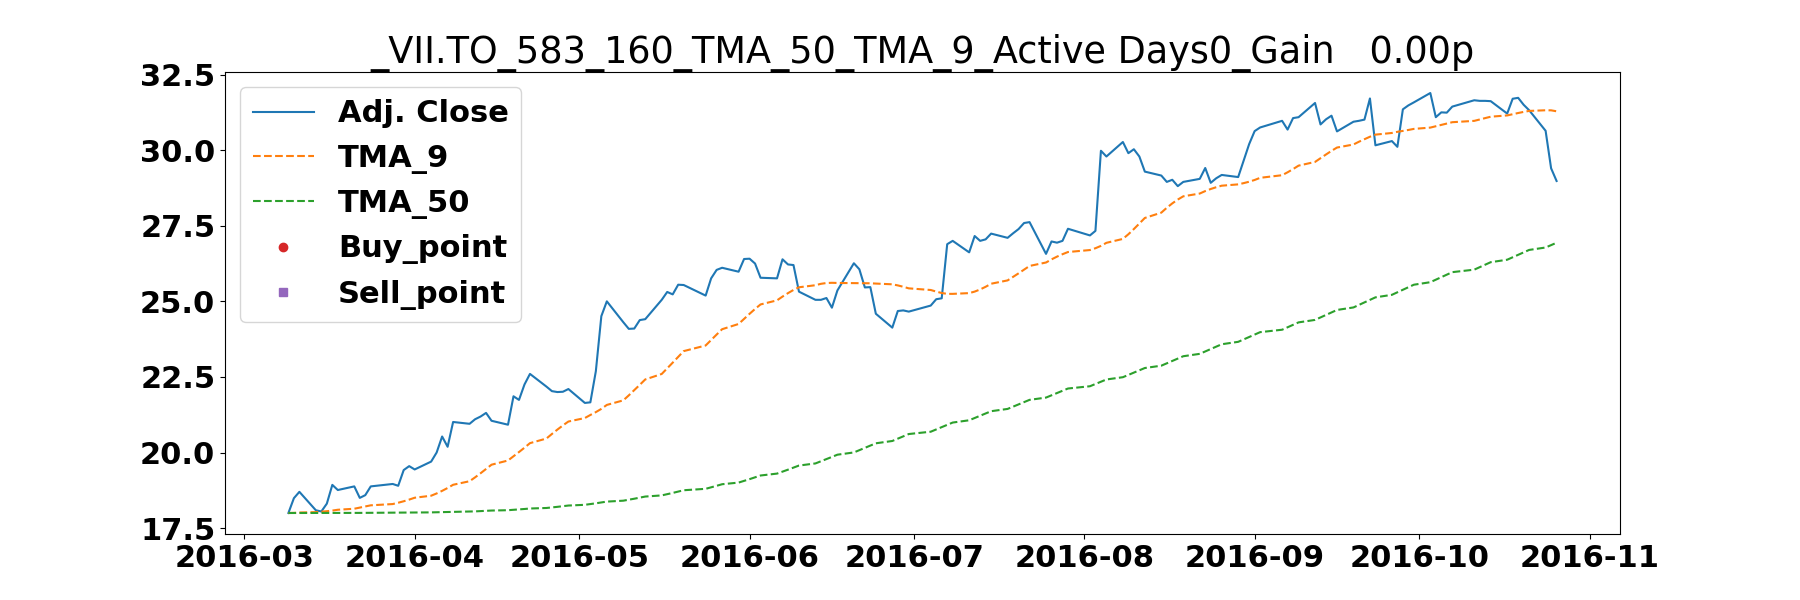 _VII.TO_583_160_TMA_50_TMA_9_Active Days0_Gain   0.00p
32.5
30.0
27.5
25.0
22.5
20.0
17.5
Adj. Close
TMA_9
TMA_50
Buy_point
Sell_point
2016-03 2016-04 2016-05 2016-06 2016-07 2016-08 2016-09 2016-10 2016-11